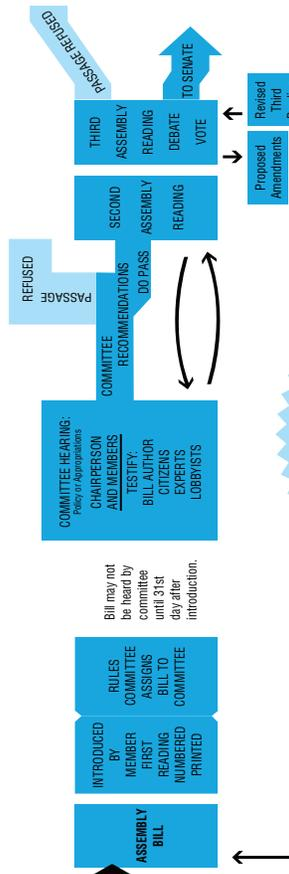 ASSEMBLY
BILL
INTRODUCED
BY
MEMBER
FIRST
READING
NUMBERED
PRINTED
RULES
COMMITTEE
ASSIGNS
BILL TO
COMMITTEE
Bill may not
be heard by
committee
until 31st
day after
introduction.
COMMITTEE HEARING:
Policy or Appropriations
CHAIRPERSON
AND MEMBERS
TESTIFY:
BILL AUTHOR
CITIZENS
EXPERTS
LOBBYISTS
COMMITTEE
RECOMMENDATIONS
DO PASS
REFUSED
PASSAGE
SECOND
ASSEMBLY
READING
THIRD
ASSEMBLY
READING
DEBATE
VOTE
PASSAGE REFUSED
TO SENATE
Proposed
Amendments
Revised
Third